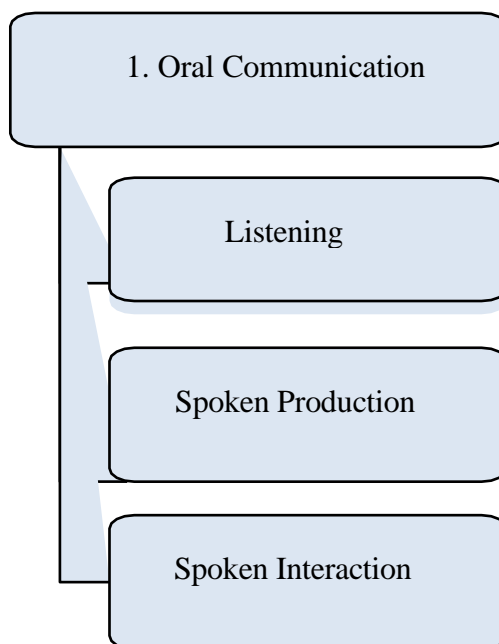 1. Oral Communication
Listening
Spoken Production
Spoken Interaction